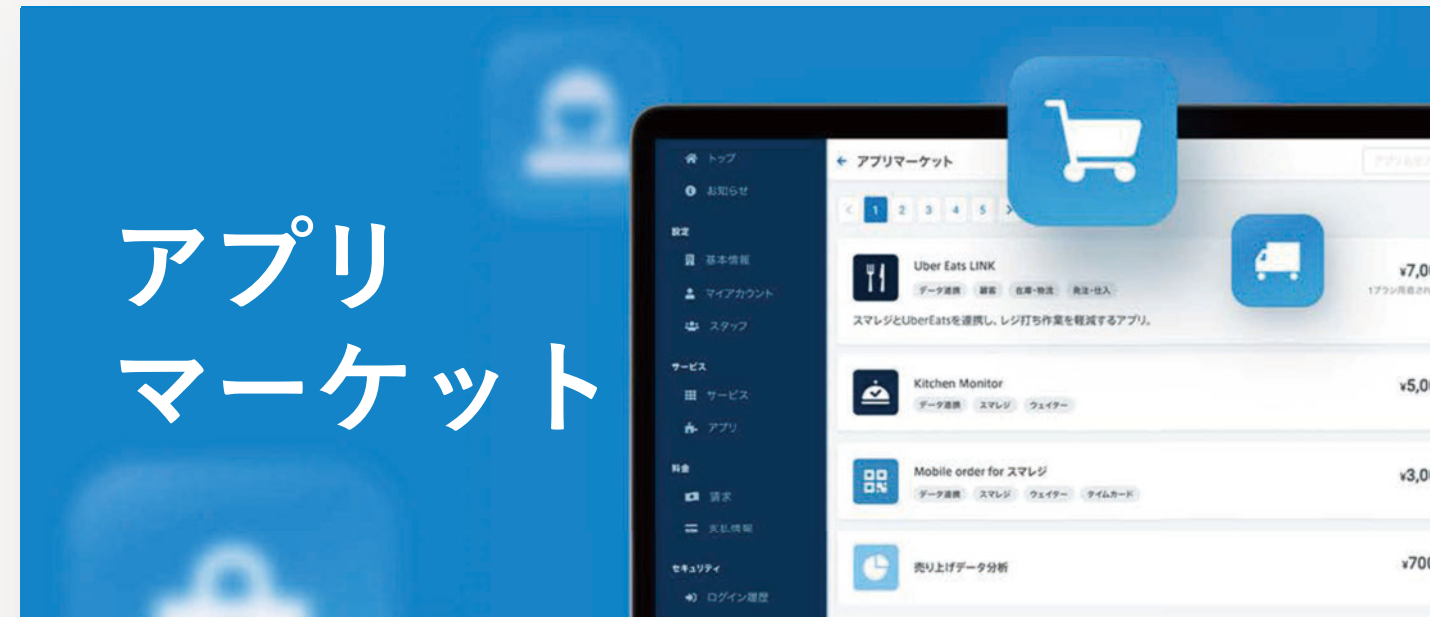 アプリ
マーケット
トップ
お知らせ
設定
基本情報
マイアカウント
スタッフ
サービス
サービス
アプリ
料金
請求
支払情報
セキュリティ
ログイン履歴
← アプリマーケット
< 1 2 3 4 5 >
Uber Eats LINK
データ連携 顧客 在庫・物流 発注・仕入
スマレジとUberEatsを連携し、レジ打ち作業を軽減するアプリ。
¥7,0
Kitchen Monitor
データ連携 スマレジ ウェイター
¥5,0
Mobile order for スマレジ
データ連携 スマレジ ウェイター タイムカード
¥3,0
売り上げデータ分析
¥700